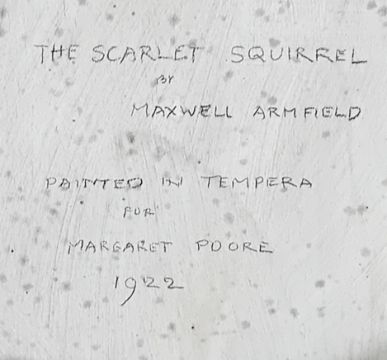 THE SCARLET SQUIRREL
BY
MAXWELL ARMFIELD
PAINTED IN TEMPERA
FOR
MARGARET POORE
1922